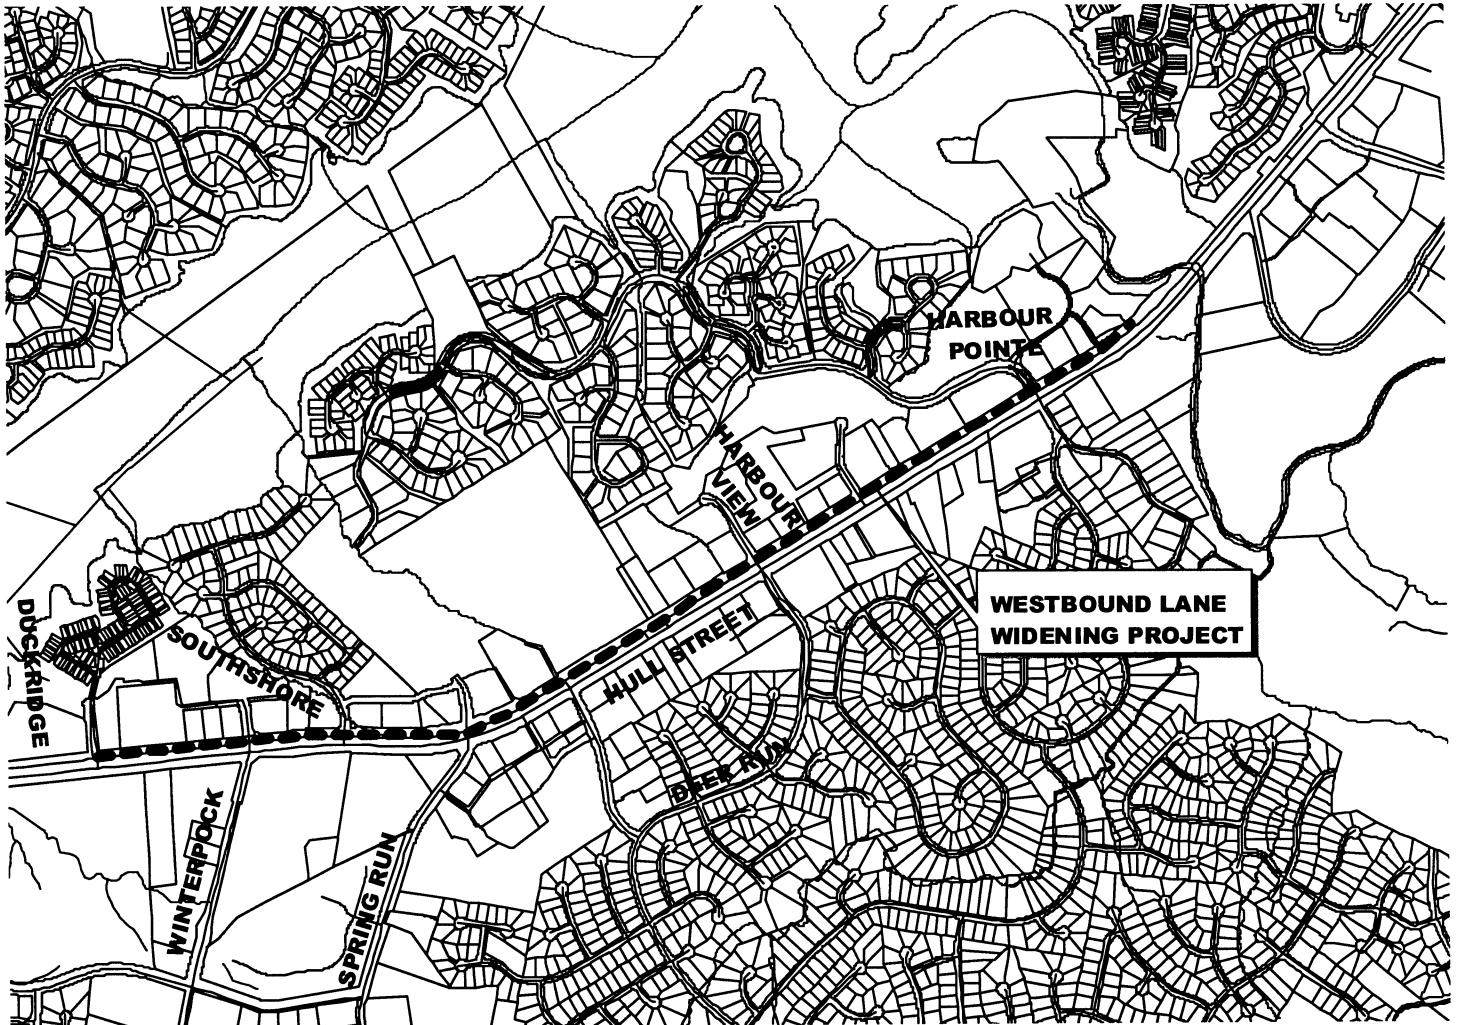 HARBOUR
POINTE
HARBOUR
VIEW
WESTBOUND LANE
WIDENING PROJECT
DUCKRIDGE
SOUTHSHORE
HULL STREET
DEER RUN
WINTERPOCK
SPRING RUN